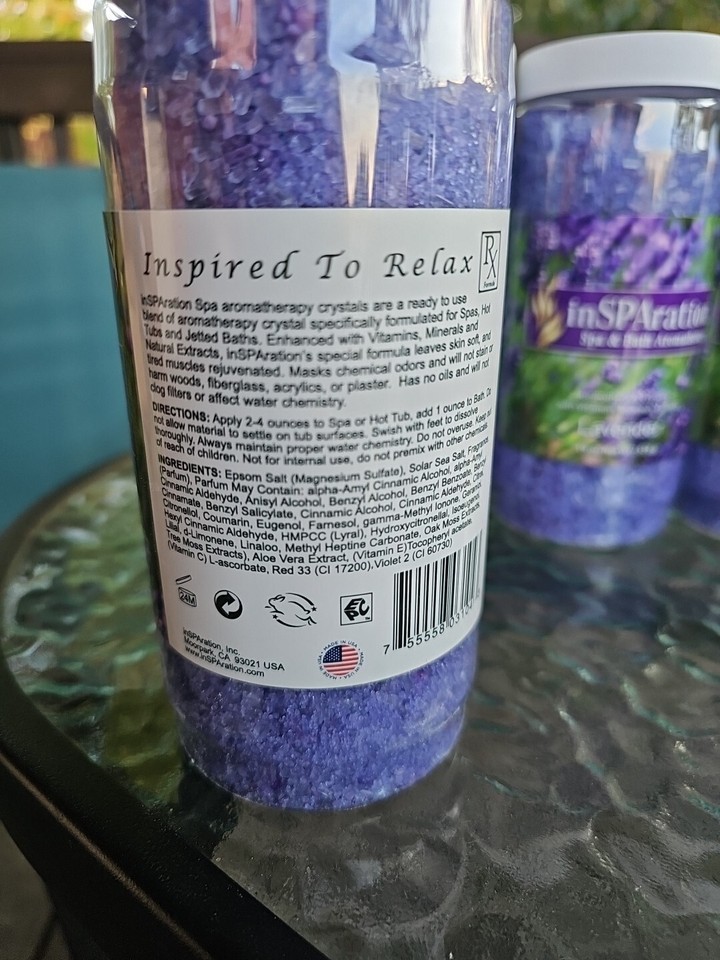 Inspired To Relax
Rx
Formula
inSPAration Spa aromatherapy crystals are a ready to use
blend of aromatherapy crystal specifically formulated for Spas, Hot
Tubs and Jetted Baths. Enhanced with Vitamins, Minerals and
Natural Extracts, inSPAration's special formula leaves skin soft, and
tired muscles rejuvenated. Masks chemical odors and will not stain or
harm woods, fiberglass, acrylics, or plaster. Has no oils and will not
clog filters or affect water chemistry.
DIRECTIONS: Apply 2-4 ounces to Spa or Hot Tub, add 1 ounce to Bath. Do
not allow material to settle on tub surfaces. Swish with feet to dissolve
thoroughly. Always maintain proper water chemistry. Do not overuse. Keep out
of reach of children. Not for internal use, do not premix with other chemicals.
INGREDIENTS: Epsom Salt (Magnesium Sulfate), Solar Sea Salt, Fragrance
(Parfum), Parfum May Contain: alpha-Amyl Cinnamic Alcohol, alpha-Amyl
Cinnamic Aldehyde, Anisyl Alcohol, Benzyl Alcohol, Benzyl Benzoate, Benzyl
Cinnamate, Benzyl Salicylate, Cinnamic Alcohol, Cinnamic Aldehyde, Citral,
Citronellol, Coumarin, Eugenol, Farnesol, gamma-Methyl Ionone, Geraniol,
Hexyl Cinnamic Aldehyde, HMPCC (Lyral), Hydroxycitronellal, Isoeugenol,
Lilial, d-Limonene, Linaloo, Methyl Heptine Carbonate, Oak Moss Extracts,
Tree Moss Extracts), Aloe Vera Extract, (Vitamin E)Tocopheryl acetate,
(Vitamin C) L-ascorbate, Red 33 (CI 17200),Violet 2 (CI 60730)
24M
inSPAration, Inc.
Moorpark, CA 93021 USA
www.inSPAration.com
MADE IN USA
7 55558 03
inSPAration
Spa & Bath
Lavender